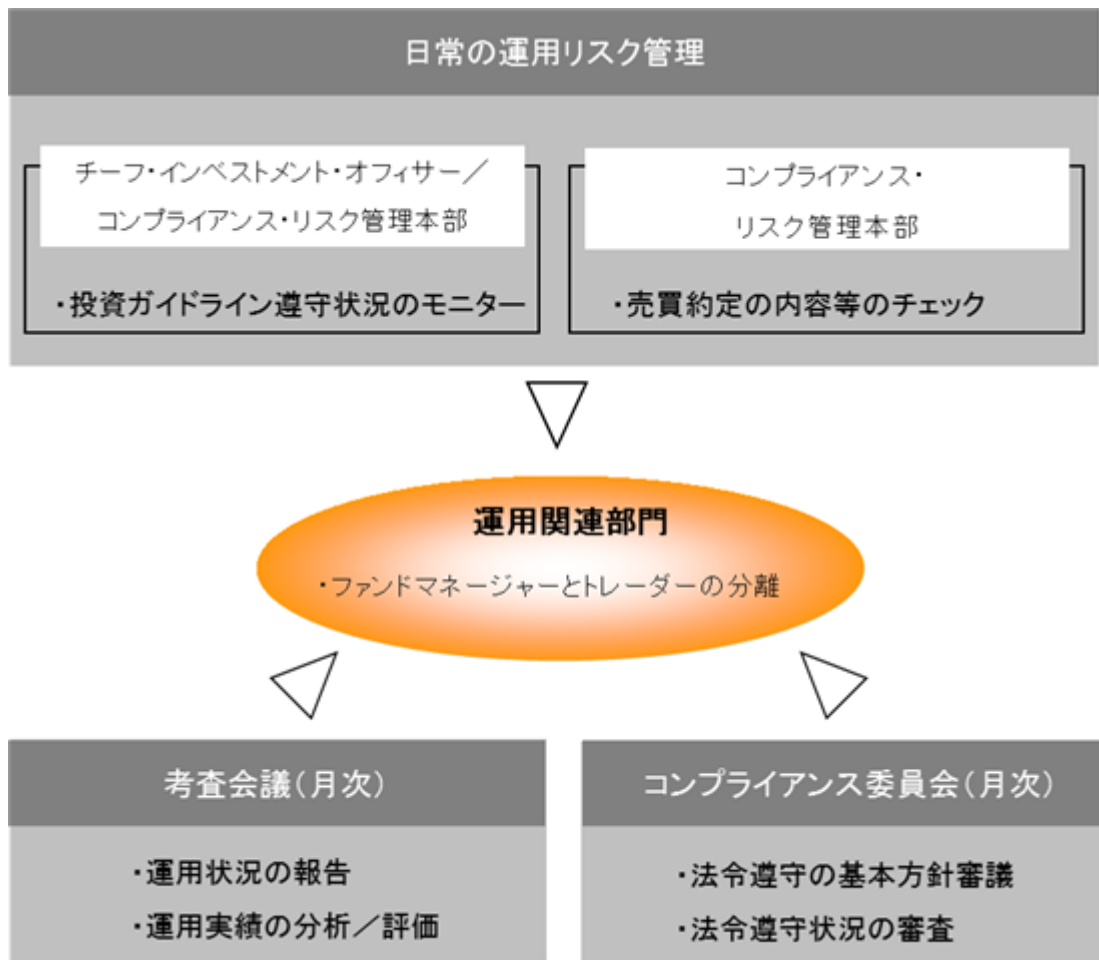 日常の運用リスク管理
チーフ・インベストメント・オフィサー／
コンプライアンス・リスク管理本部
・投資ガイドライン遵守状況のモニター
コンプライアンス・
リスク管理本部
・売買約定の内容等のチェック
運用関連部門
・ファンドマネージャーとトレーダーの分離
考査会議(月次)
・運用状況の報告
・運用実績の分析／評価
コンプライアンス委員会(月次)
・法令遵守の基本方針審議
・法令遵守状況の審査